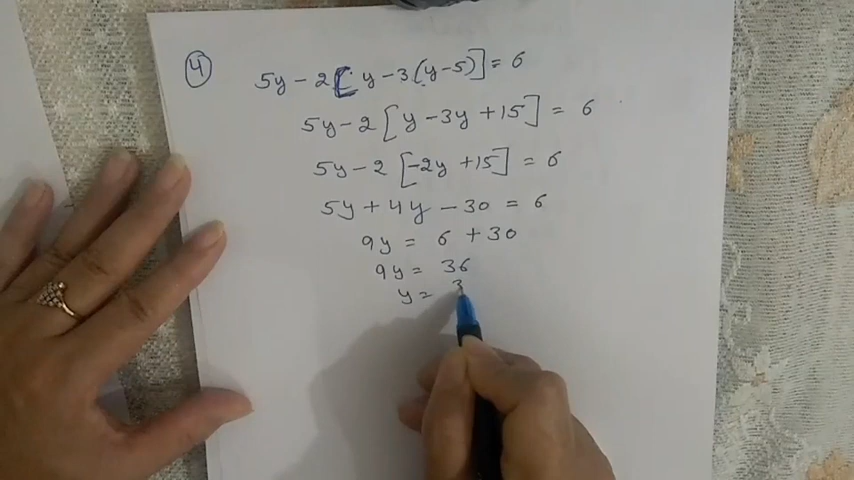 4 5y - 2[y - 3(y - 5)] = 6
5y - 2[y - 3y + 15] = 6
5y - 2[-2y + 15] = 6
5y + 4y - 30 = 6
9y = 6 + 30
9y = 36
y = 3